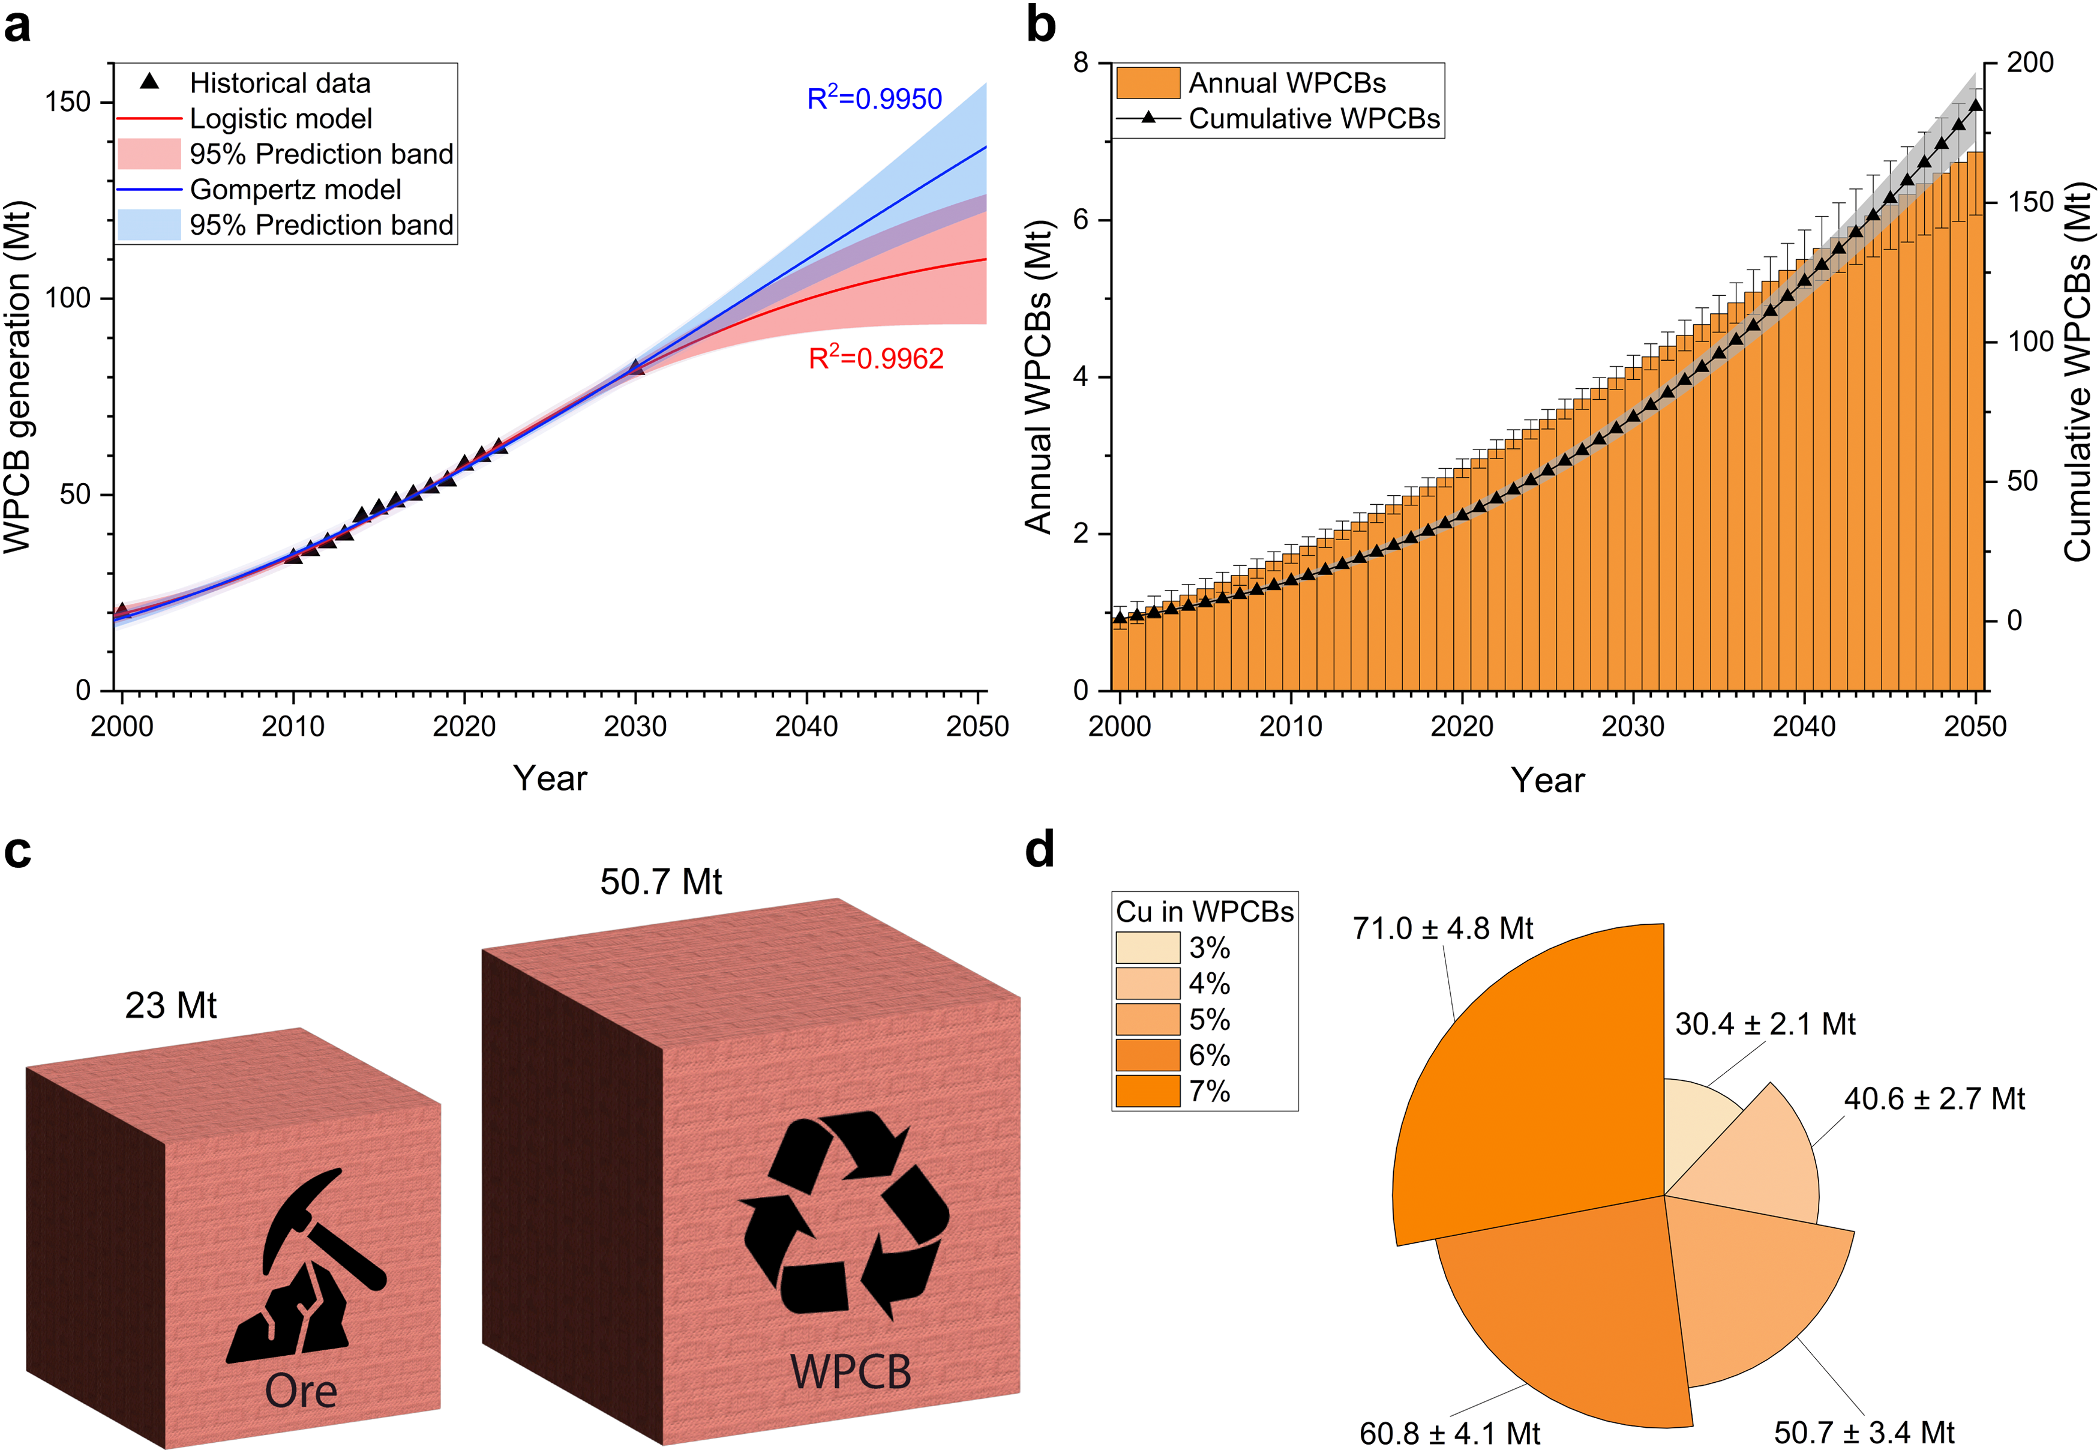 a
WPCB generation (Mt)
150
100
50
0
Historical data
Logistic model
95% Prediction band
Gompertz model
95% Prediction band
R²=0.9950
R²=0.9962
2000 2010 2020 2030 2040 2050
Year
b
Annual WPCBs (Mt)
8
6
4
2
0
Annual WPCBs
Cumulative WPCBs
200
150
100
50
0
Cumulative WPCBs (Mt)
2000 2010 2020 2030 2040 2050
Year
c
23 Mt
Ore
50.7 Mt
WPCB
d
Cu in WPCBs
3%
4%
5%
6%
7%
71.0 ± 4.8 Mt
30.4 ± 2.1 Mt
40.6 ± 2.7 Mt
60.8 ± 4.1 Mt
50.7 ± 3.4 Mt